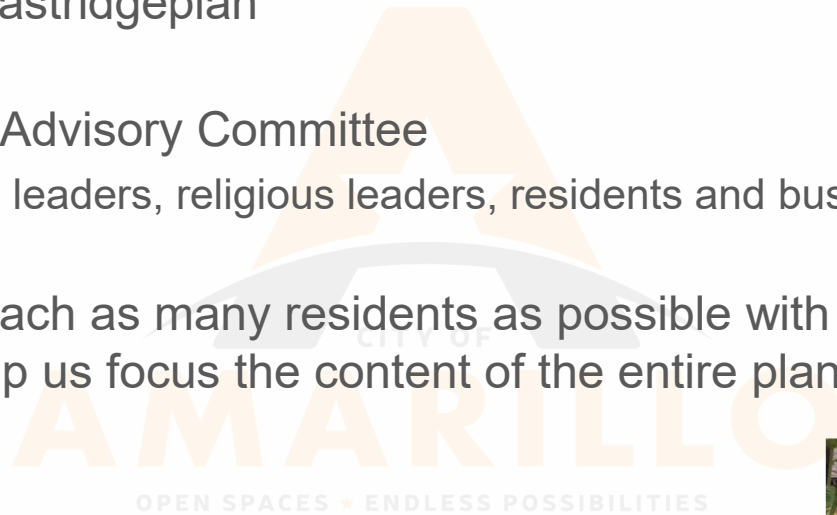 astridgeplan
Advisory Committee
leaders, religious leaders, residents and bus
ach as many residents as possible with
CITY OF
p us focus the content of the entire plan
AMARILLO
OPEN SPACES ★ ENDLESS POSSIBILITIES